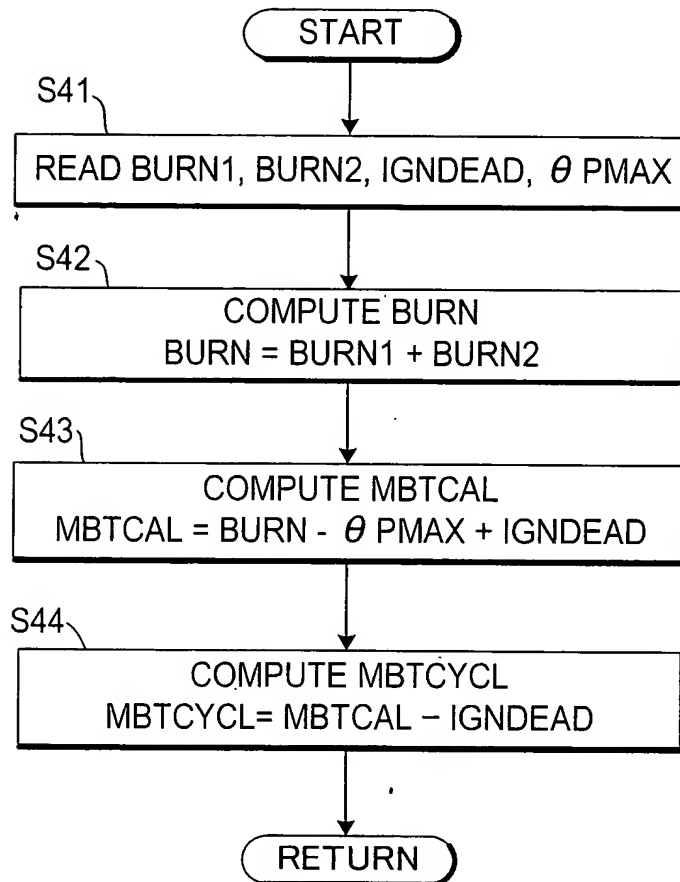 START
S41
READ BURN1, BURN2, IGNDEAD, θ PMAX
S42
COMPUTE BURN
BURN = BURN1 + BURN2
S43
COMPUTE MBTCAL
MBTCAL = BURN - θ PMAX + IGNDEAD
S44
COMPUTE MBTCYCL
MBTCYCL= MBTCAL − IGNDEAD
RETURN